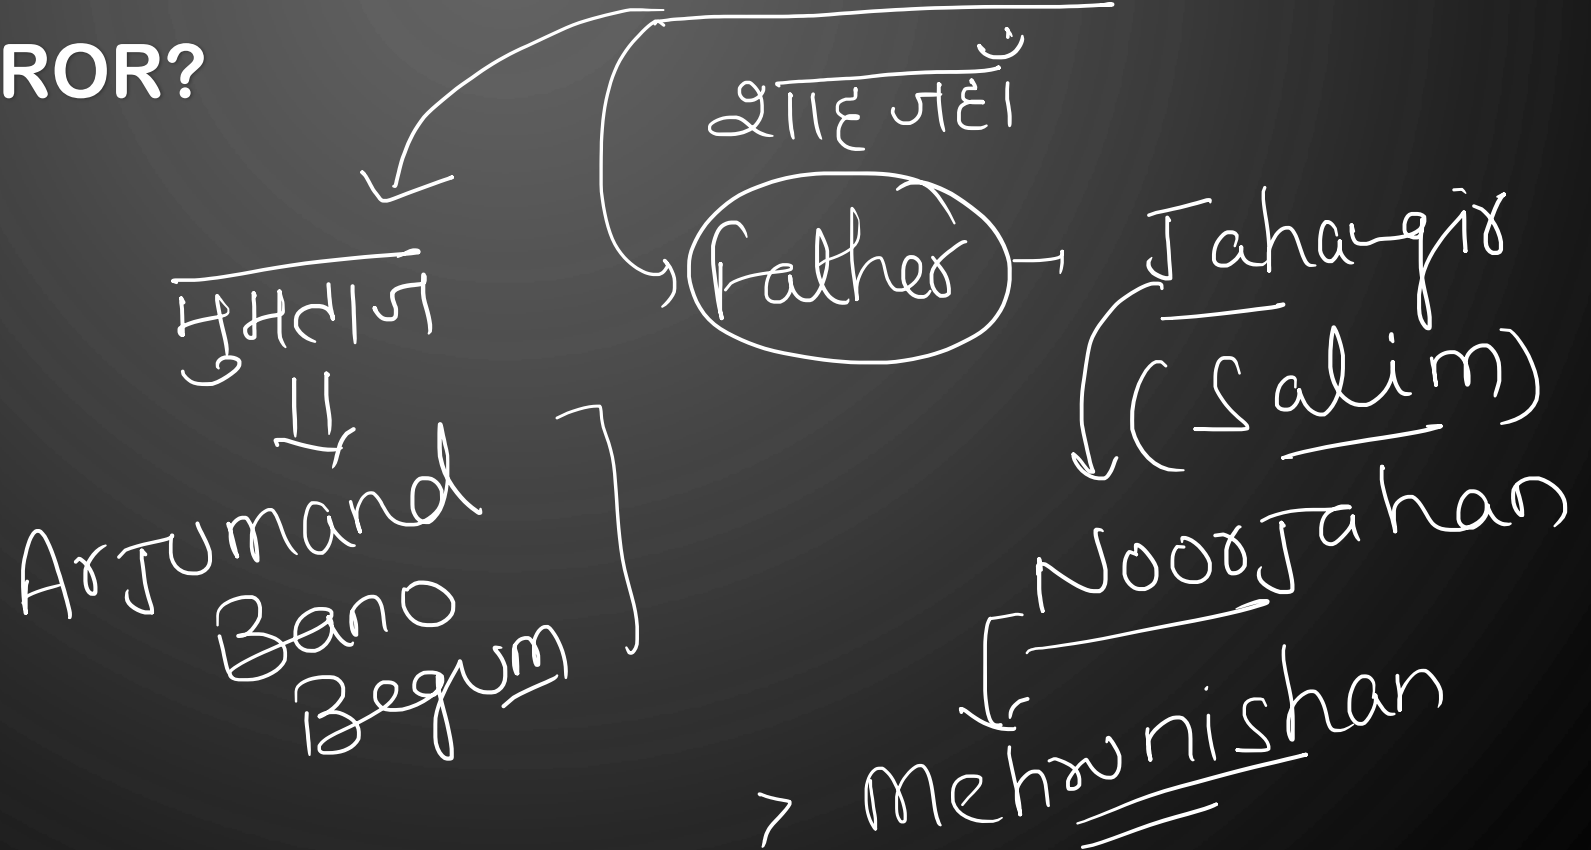 ROR?
शाह जहाँ
Father → Jahangir
(Salim)
मुमताज
Arjumand
Bano
Begum
Noorjahan
Mehrunishan